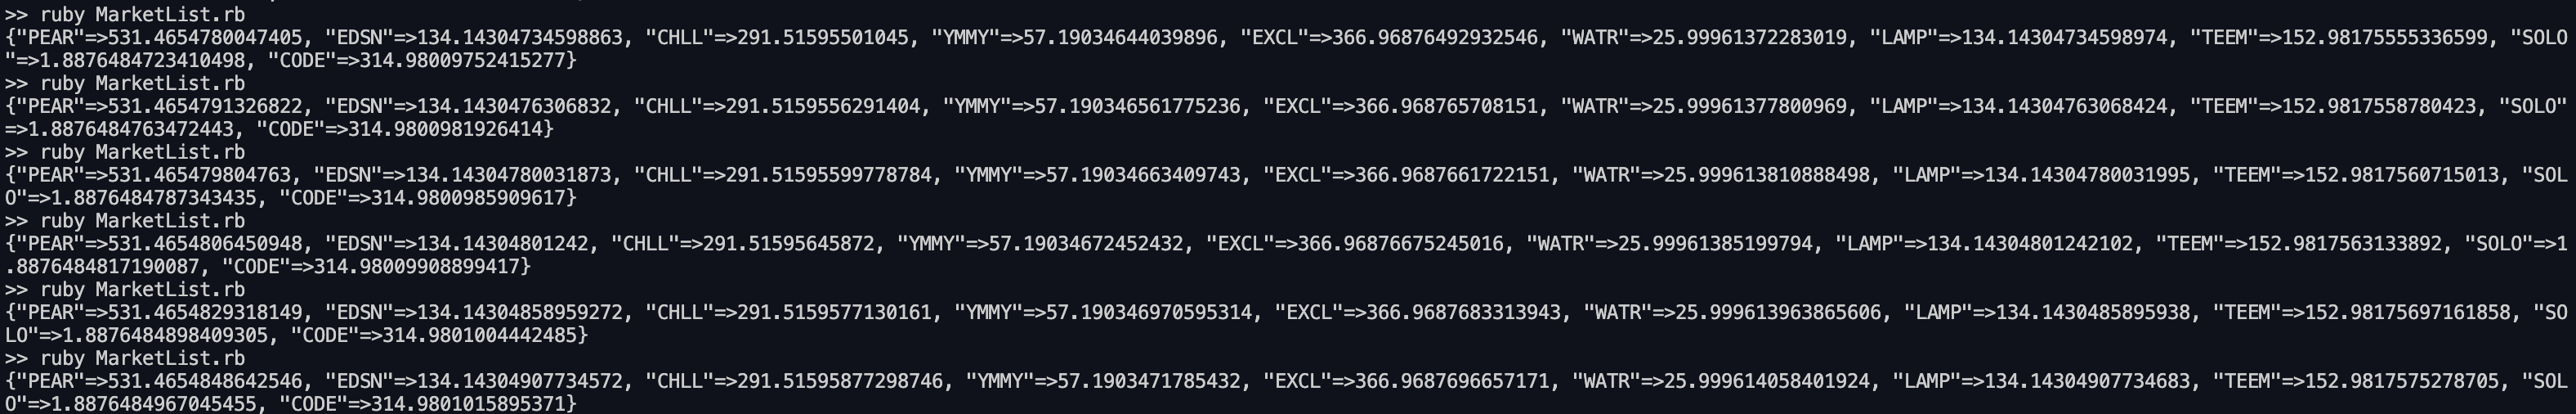 >> ruby MarketList.rb
{"PEAR"=>531.4654780047405, "EDSN"=>134.14304734598863, "CHLL"=>291.51595501045, "YMMY"=>57.19034644039896, "EXCL"=>366.96876492932546, "WATR"=>25.99961372283019, "LAMP"=>134.14304734598974, "TEEM"=>152.98175555336599, "SOLO
"=>1.8876484723410498, "CODE"=>314.98009752415277}
>> ruby MarketList.rb
{"PEAR"=>531.4654791326822, "EDSN"=>134.1430476306832, "CHLL"=>291.5159556291404, "YMMY"=>57.190346561775236, "EXCL"=>366.968765708151, "WATR"=>25.99961377800969, "LAMP"=>134.14304763068424, "TEEM"=>152.9817558780423, "SOLO"
=>1.8876484763472443, "CODE"=>314.9800981926414}
>> ruby MarketList.rb
{"PEAR"=>531.465479804763, "EDSN"=>134.14304780031873, "CHLL"=>291.51595599778784, "YMMY"=>57.19034663409743, "EXCL"=>366.9687661722151, "WATR"=>25.999613810888498, "LAMP"=>134.14304780031995, "TEEM"=>152.9817560715013, "SOL
O"=>1.8876484787343435, "CODE"=>314.9800985909617}
>> ruby MarketList.rb
{"PEAR"=>531.4654806450948, "EDSN"=>134.14304801242, "CHLL"=>291.51595645872, "YMMY"=>57.19034672452432, "EXCL"=>366.96876675245016, "WATR"=>25.99961385199794, "LAMP"=>134.14304801242102, "TEEM"=>152.9817563133892, "SOLO"=>1
.8876484817190087, "CODE"=>314.98009908899417}
>> ruby MarketList.rb
{"PEAR"=>531.4654829318149, "EDSN"=>134.14304858959272, "CHLL"=>291.5159577130161, "YMMY"=>57.190346970595314, "EXCL"=>366.9687683313943, "WATR"=>25.999613963865606, "LAMP"=>134.1430485895938, "TEEM"=>152.98175697161858, "SO
LO"=>1.8876484898409305, "CODE"=>314.9801004442485}
>> ruby MarketList.rb
{"PEAR"=>531.4654848642546, "EDSN"=>134.14304907734572, "CHLL"=>291.51595877298746, "YMMY"=>57.1903471785432, "EXCL"=>366.9687696657171, "WATR"=>25.999614058401924, "LAMP"=>134.14304907734683, "TEEM"=>152.9817575278705, "SOL
O"=>1.8876484967045455, "CODE"=>314.9801015895371}